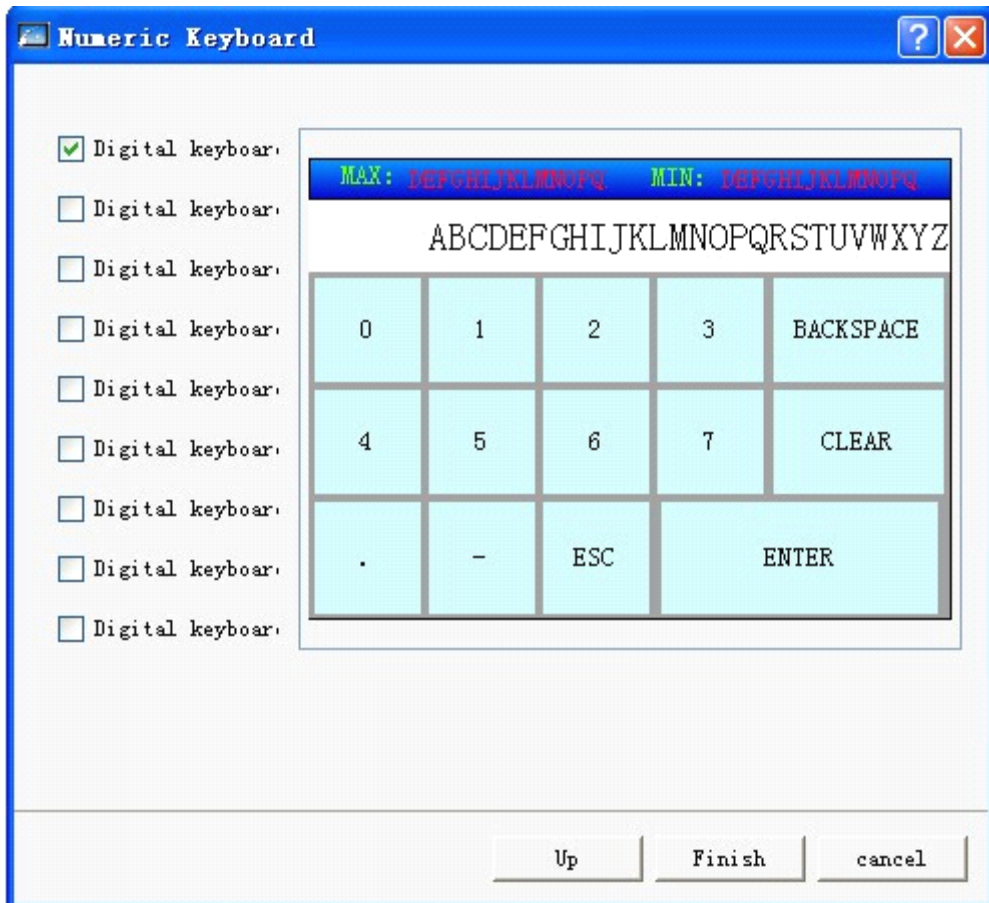 Numeric Keyboard
Digital keyboar
Digital keyboar
Digital keyboar
Digital keyboar
Digital keyboar
Digital keyboar
Digital keyboar
Digital keyboar
Digital keyboar
MAX: DEFGHIJKLMNOPQ MIN: DEFGHIJKLMNOPQ
ABCDEFGHIJKLMNOPQRSTUVWXYZ
0 1 2 3 BACKSPACE
4 5 6 7 CLEAR
. - ESC ENTER
Up Finish cancel